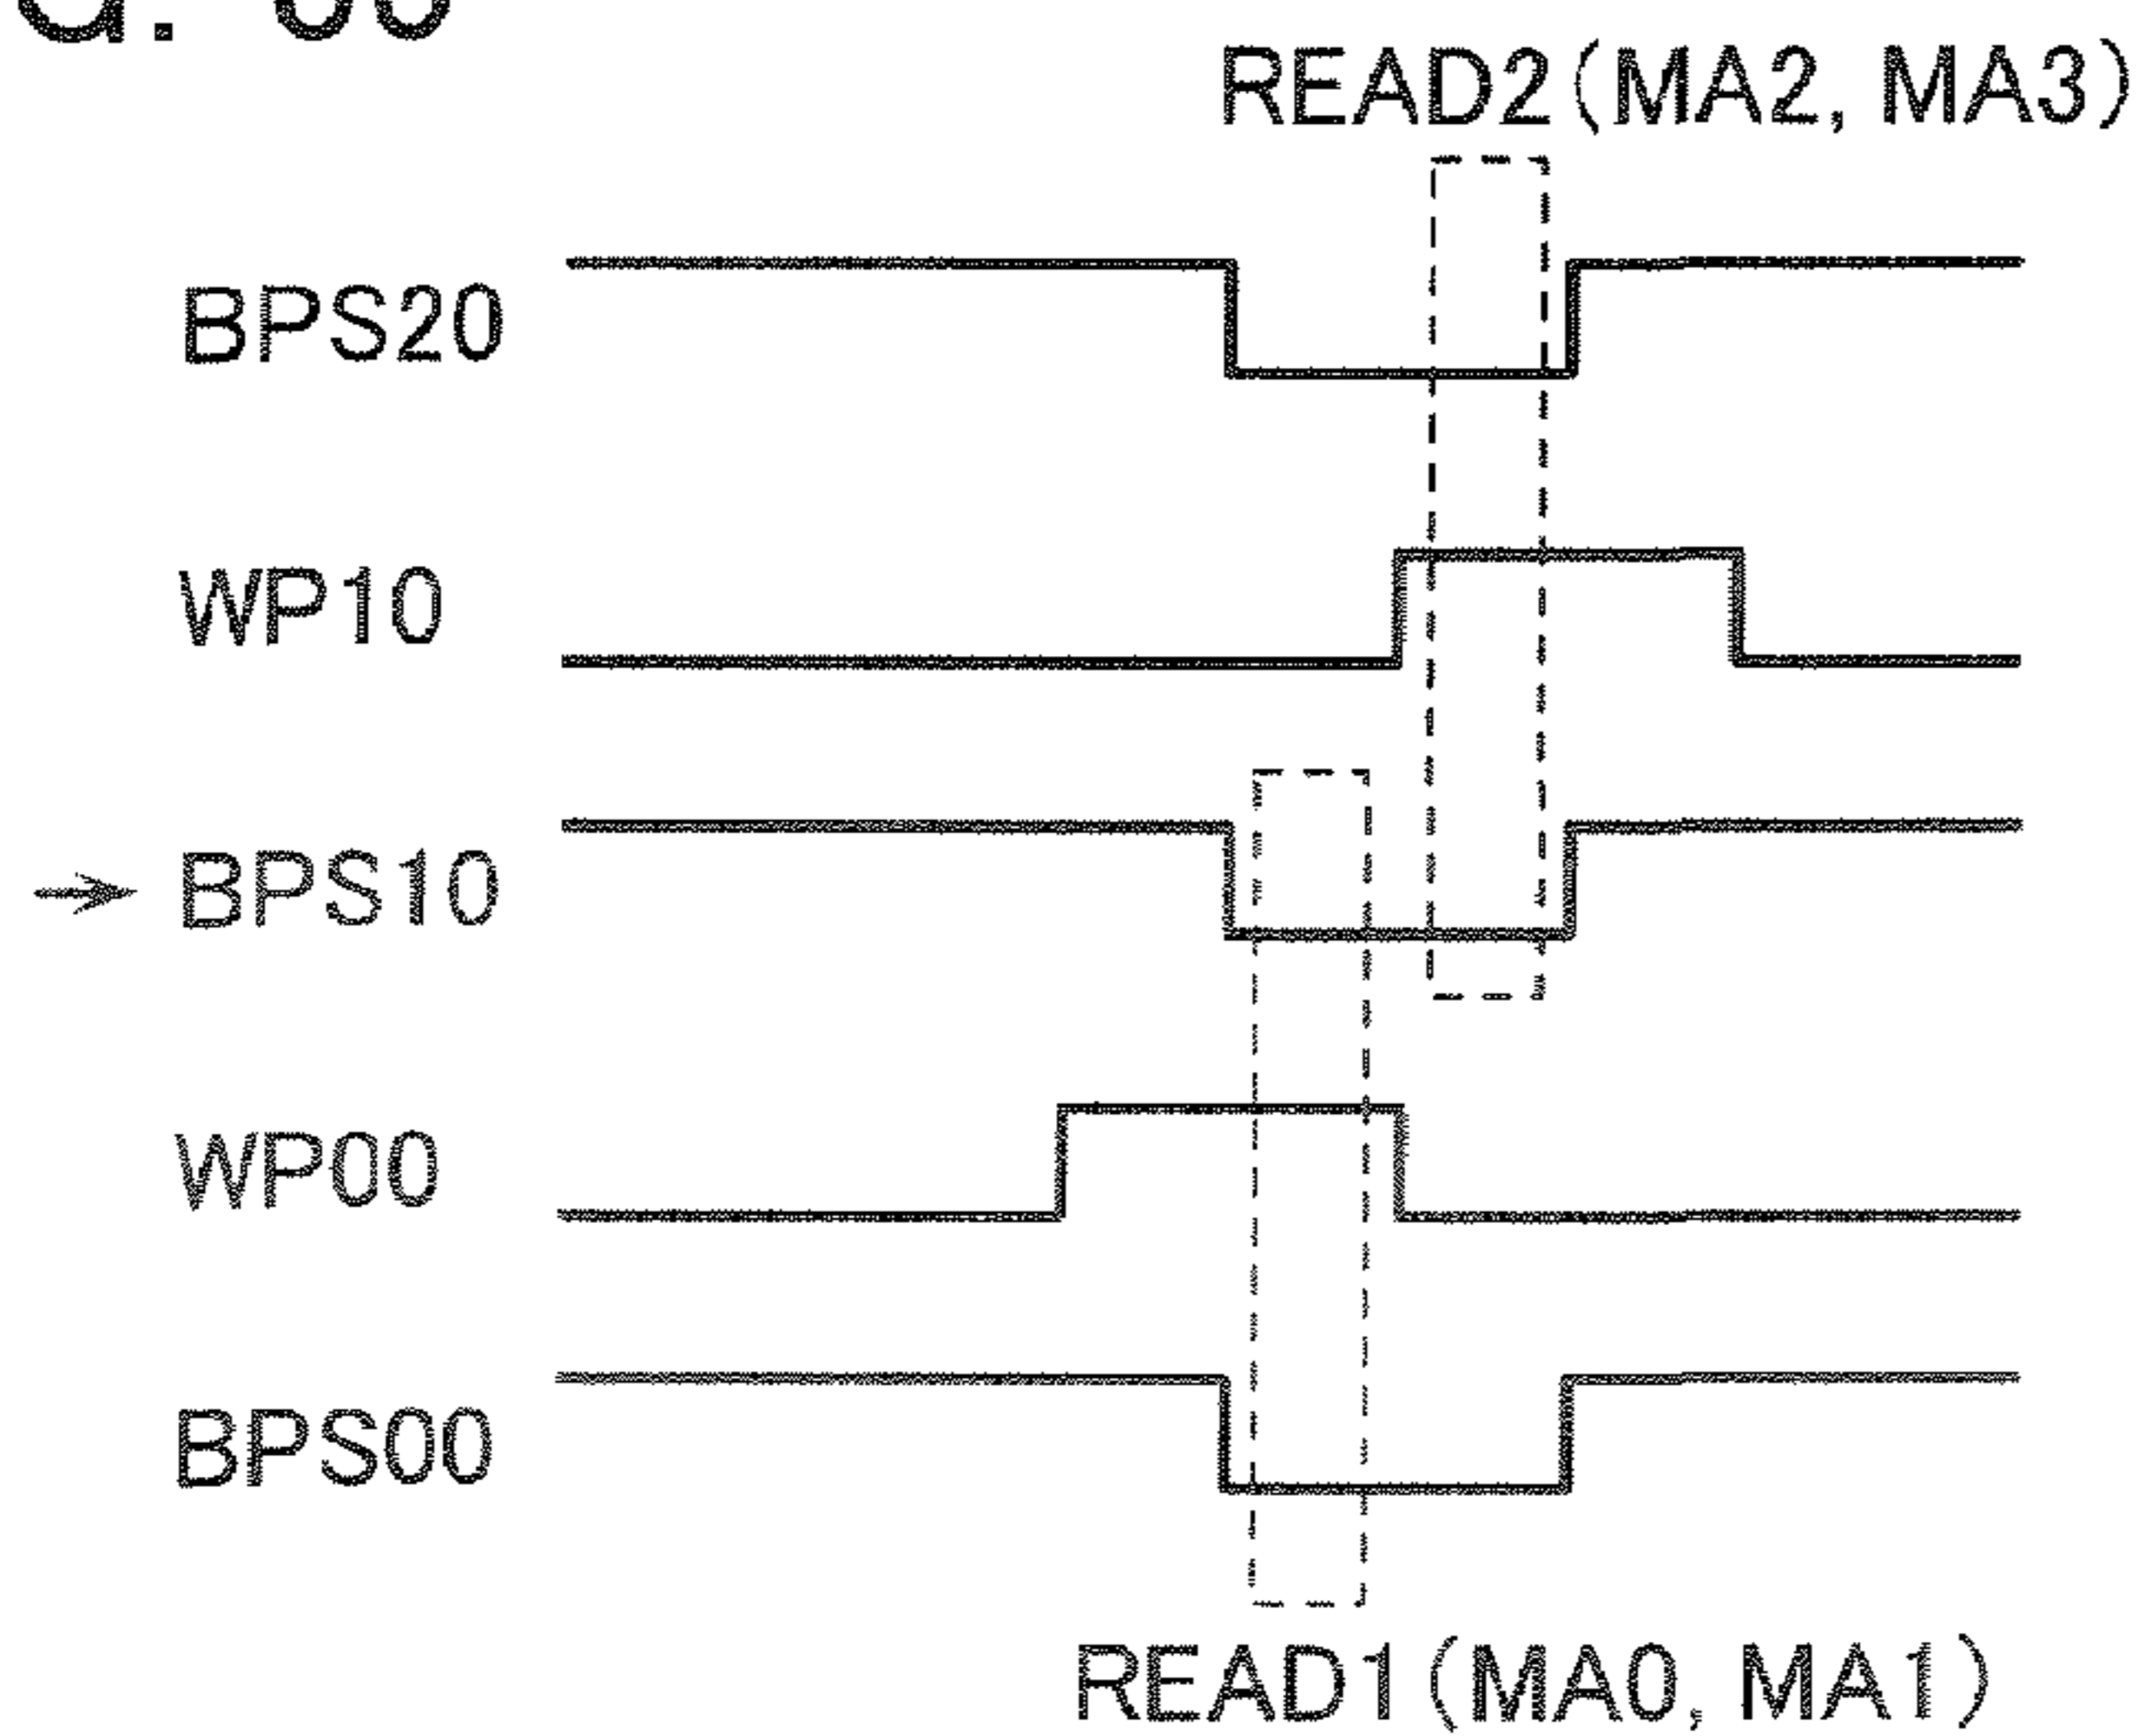 READ2(MA2, MA3)
BPS20
WP10
→ BPS10
WP00
BPS00
READ1(MA0, MA1)